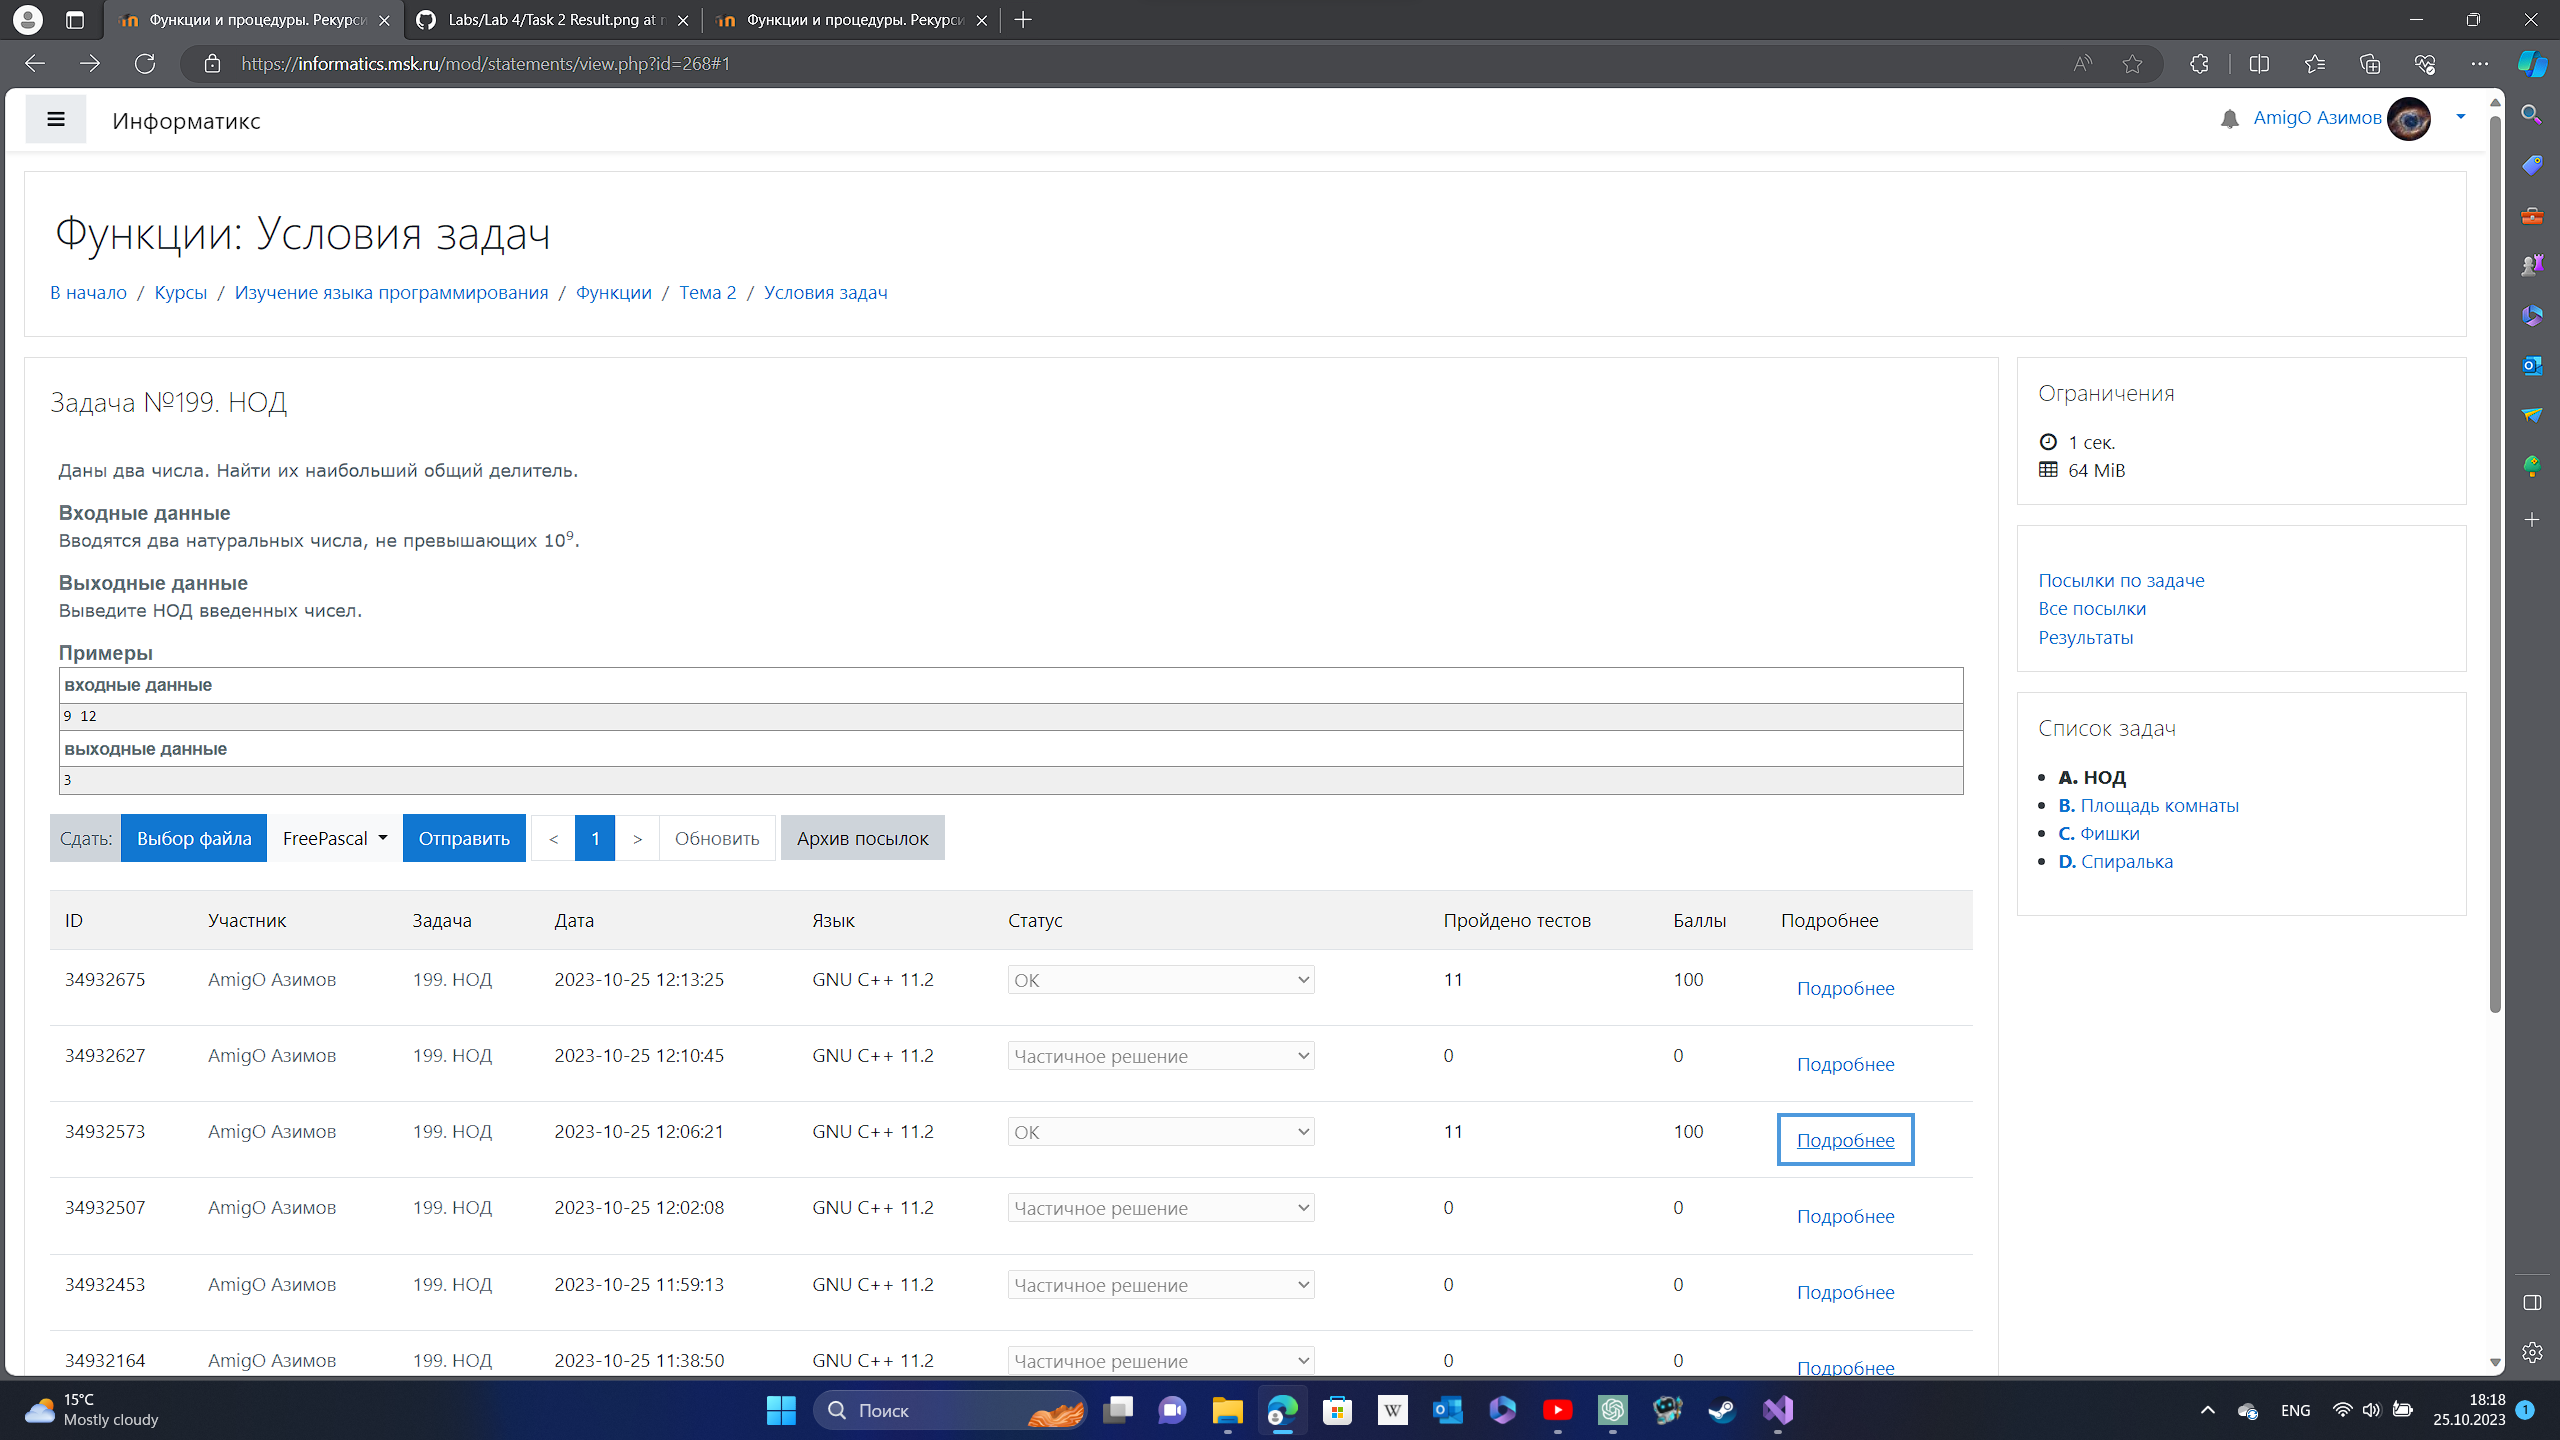 Функции и процедуры. Рекурси
Labs/Lab 4/Task 2 Result.png at r
Функции и процедуры. Рекурси
https://informatics.msk.ru/mod/statements/view.php?id=268#1
Информатикс
AmigO Азимов
Функции: Условия задач
В начало / Курсы / Изучение языка программирования / Функции / Тема 2 / Условия задач
Задача №199. НОД
Даны два числа. Найти их наибольший общий делитель.
Входные данные
Вводятся два натуральных числа, не превышающих 10⁹.
Выходные данные
Выведите НОД введенных чисел.
Примеры
входные данные
9 12
выходные данные
3
Сдать: Выбор файла FreePascal Отправить < 1 > Обновить Архив посылок
ID Участник Задача Дата Язык Статус Пройдено тестов Баллы Подробнее
34932675 AmigO Азимов 199. НОД 2023-10-25 12:13:25 GNU C++ 11.2 OK 11 100 Подробнее
34932627 AmigO Азимов 199. НОД 2023-10-25 12:10:45 GNU C++ 11.2 Частичное решение 0 0 Подробнее
34932573 AmigO Азимов 199. НОД 2023-10-25 12:06:21 GNU C++ 11.2 OK 11 100 Подробнее
34932507 AmigO Азимов 199. НОД 2023-10-25 12:02:08 GNU C++ 11.2 Частичное решение 0 0 Подробнее
34932453 AmigO Азимов 199. НОД 2023-10-25 11:59:13 GNU C++ 11.2 Частичное решение 0 0 Подробнее
34932164 AmigO Азимов 199. НОД 2023-10-25 11:38:50 GNU C++ 11.2 Частичное решение 0 0 Подробнее
Ограничения
1 сек.
64 MiB
Посылки по задаче
Все посылки
Результаты
Список задач
A. НОД
B. Площадь комнаты
C. Фишки
D. Спиралька
15°C
Mostly cloudy
Поиск
ENG
18:18
25.10.2023
1